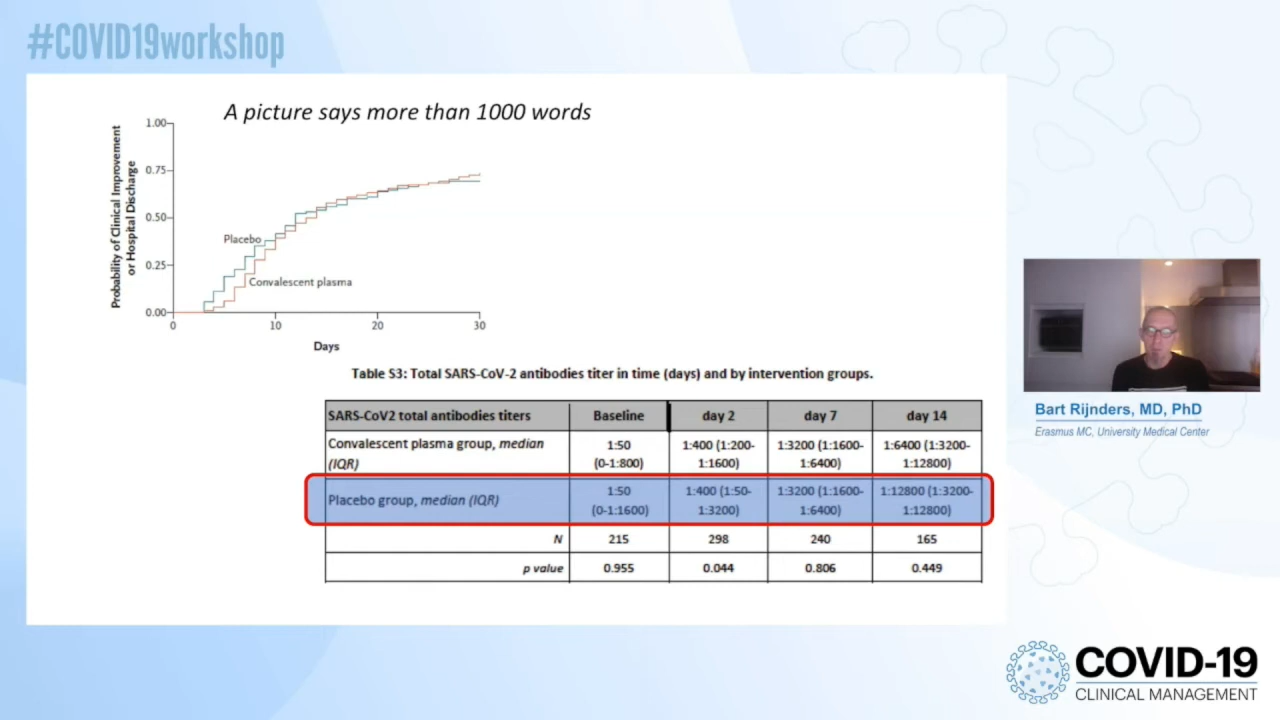 #COVID19workshop
A picture says more than 1000 words
Probability of Clinical Improvement
or Hospital Discharge
1.00
0.75
0.50
0.25
0.00
Placebo
Convalescent plasma
0 10 20 30
Days
Table S3: Total SARS-CoV-2 antibodies titer in time (days) and by intervention groups.
SARS-CoV2 total antibodies titers Baseline day 2 day 7 day 14
Convalescent plasma group, median 1:50 1:400 (1:200- 1:3200 (1:1600- 1:6400 (1:3200-
(IQR) (0-1:800) 1:1600) 1:6400) 1:12800)
Placebo group, median (IQR) 1:50 1:400 (1:50- 1:3200 (1:1600- 1:12800 (1:3200-
(0-1:1600) 1:3200) 1:6400) 1:12800)
N 215 298 240 165
p value 0.955 0.044 0.806 0.449
Bart Rijnders, MD, PhD
Erasmus MC, University Medical Center
COVID-19
CLINICAL MANAGEMENT